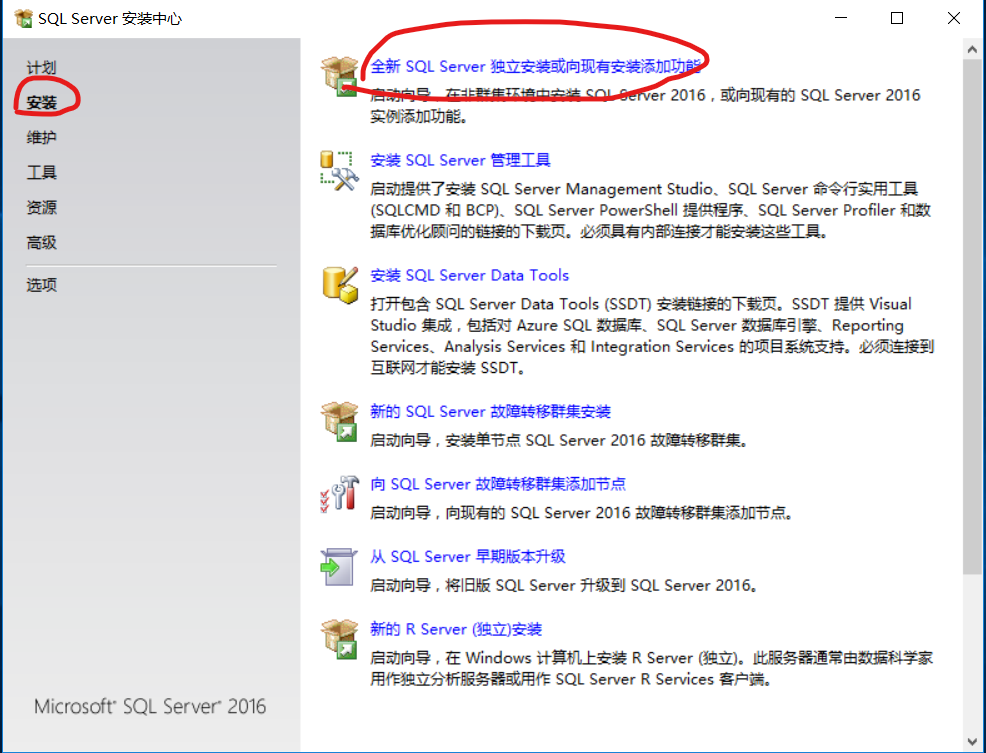 SQL Server 安装中心
计划
安装
维护
工具
资源
高级
选项
Microsoft® SQL Server® 2016
全新 SQL Server 独立安装或向现有安装添加功能
启动向导，在非群集环境中安装 SQL Server 2016，或向现有的 SQL Server 2016
实例添加功能。
安装 SQL Server 管理工具
启动提供了安装 SQL Server Management Studio、SQL Server 命令行实用工具
(SQLCMD 和 BCP)、SQL Server PowerShell 提供程序、SQL Server Profiler 和数
据库优化顾问的链接的下载页。必须具有内部连接才能安装这些工具。
安装 SQL Server Data Tools
打开包含 SQL Server Data Tools (SSDT) 安装链接的下载页。SSDT 提供 Visual
Studio 集成，包括对 Azure SQL 数据库、SQL Server 数据库引擎、Reporting
Services、Analysis Services 和 Integration Services 的项目系统支持。必须连接到
互联网才能安装 SSDT。
新的 SQL Server 故障转移群集安装
启动向导，安装单节点 SQL Server 2016 故障转移群集。
向 SQL Server 故障转移群集添加节点
启动向导，向现有的 SQL Server 2016 故障转移群集添加节点。
从 SQL Server 早期版本升级
启动向导，将旧版 SQL Server 升级到 SQL Server 2016。
新的 R Server (独立)安装
启动向导，在 Windows 计算机上安装 R Server (独立)。此服务器通常由数据科学家
用作独立分析服务器或用作 SQL Server R Services 客户端。